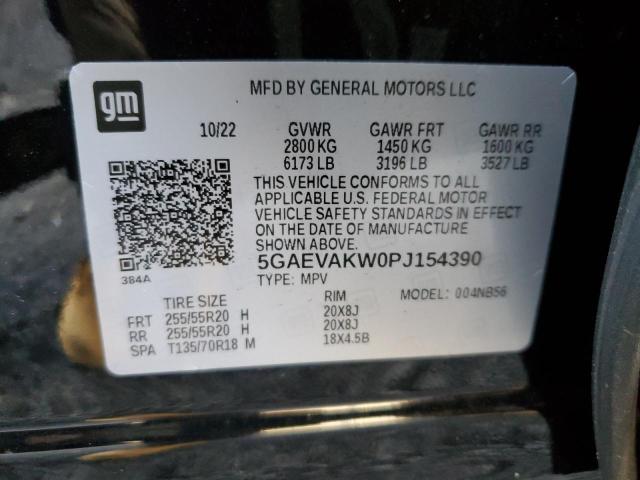 gm
MFD BY GENERAL MOTORS LLC
10/22 GVWR GAWR FRT GAWR RR
2800 KG 1450 KG 1600 KG
6173 LB 3196 LB 3527 LB
THIS VEHICLE CONFORMS TO ALL
APPLICABLE U.S. FEDERAL MOTOR
VEHICLE SAFETY STANDARDS IN EFFECT
ON THE DATE OF MANUFACTURE.
5GAEVAKW0PJ154390
384A TYPE: MPV
MODEL: 004NB56
TIRE SIZE RIM
FRT 255/55R20 H 20X8J
RR 255/55R20 H 20X8J
SPA T135/70R18 M 18X4.5B